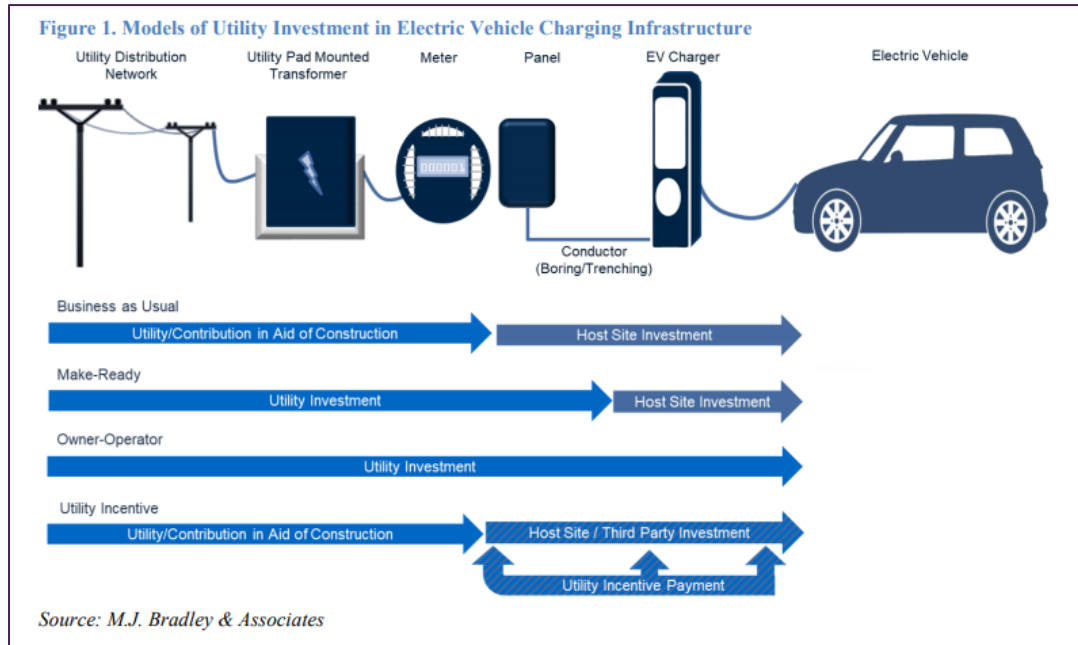 Figure 1. Models of Utility Investment in Electric Vehicle Charging Infrastructure
Utility Distribution
Network
Utility Pad Mounted
Transformer
Meter
Panel
EV Charger
Electric Vehicle
000001
Conductor
(Boring/Trenching)
Business as Usual
Utility/Contribution in Aid of Construction
Host Site Investment
Make-Ready
Utility Investment
Host Site Investment
Owner-Operator
Utility Investment
Utility Incentive
Utility/Contribution in Aid of Construction
Host Site / Third Party Investment
Utility Incentive Payment
Source: M.J. Bradley & Associates